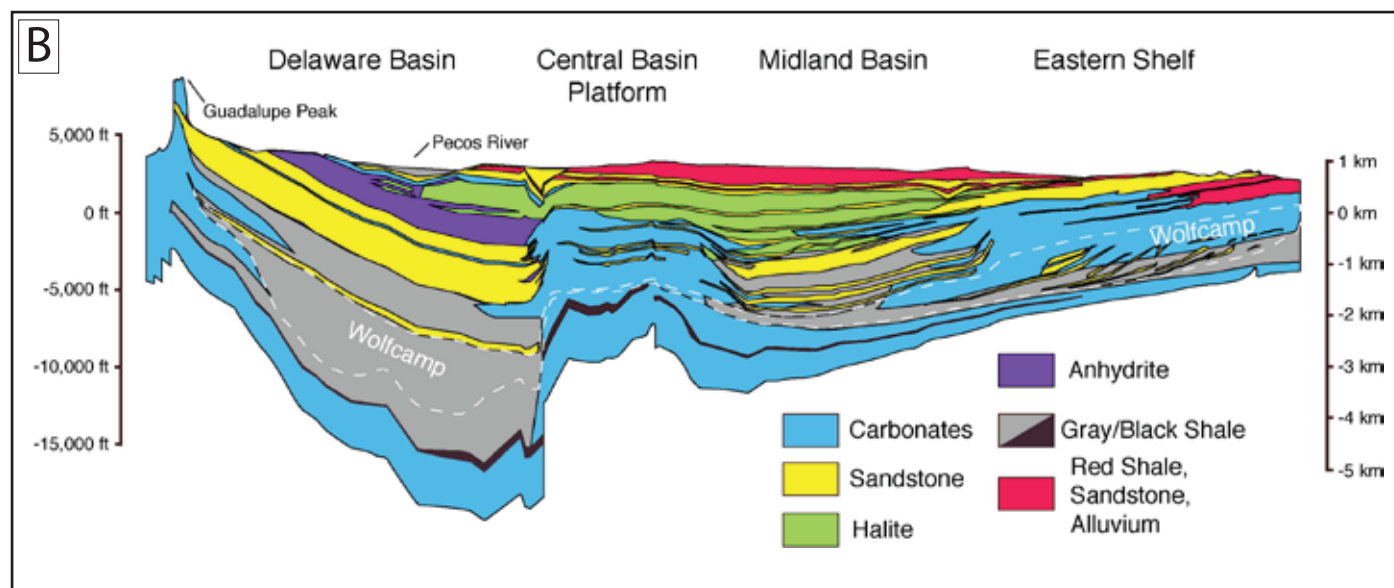 B
Delaware Basin
Central Basin
Platform
Midland Basin
Eastern Shelf
Guadalupe Peak
Pecos River
5,000 ft
0 ft
-5,000 ft
-10,000 ft
-15,000 ft
1 km
0 km
-1 km
-2 km
-3 km
-4 km
-5 km
Wolfcamp
Wolfcamp
Anhydrite
Carbonates
Gray/Black Shale
Sandstone
Red Shale,
Sandstone,
Alluvium
Halite